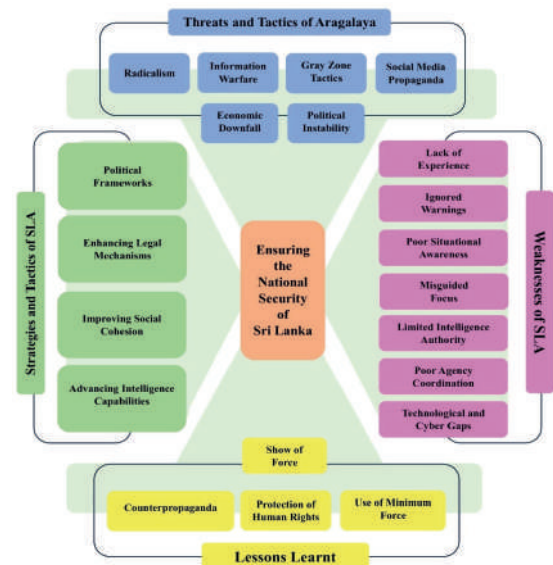 Threats and Tactics of Aragalaya
Radicalism
Information
Warfare
Gray Zone
Tactics
Social Media
Propaganda
Economic
Downfall
Political
Instability
Strategies and Tactics of SLA
Political
Frameworks
Enhancing Legal
Mechanisms
Improving Social
Cohesion
Advancing Intelligence
Capabilities
Ensuring
the
National
Security
of
Sri Lanka
Lack of
Experience
Ignored
Warnings
Poor Situational
Awareness
Misguided
Focus
Limited Intelligence
Authority
Poor Agency
Coordination
Technological and
Cyber Gaps
Weaknesses of SLA
Show of
Force
Counterpropaganda
Protection of
Human Rights
Use of Minimum
Force
Lessons Learnt